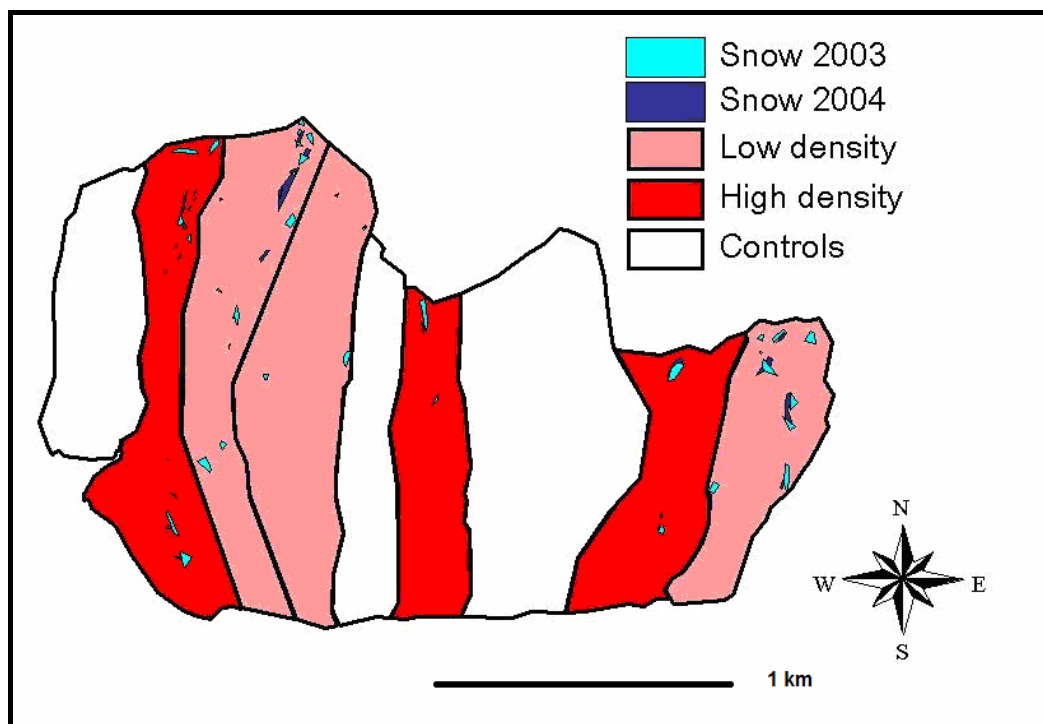 Snow 2003
Snow 2004
Low density
High density
Controls
N
W E
S
1 km